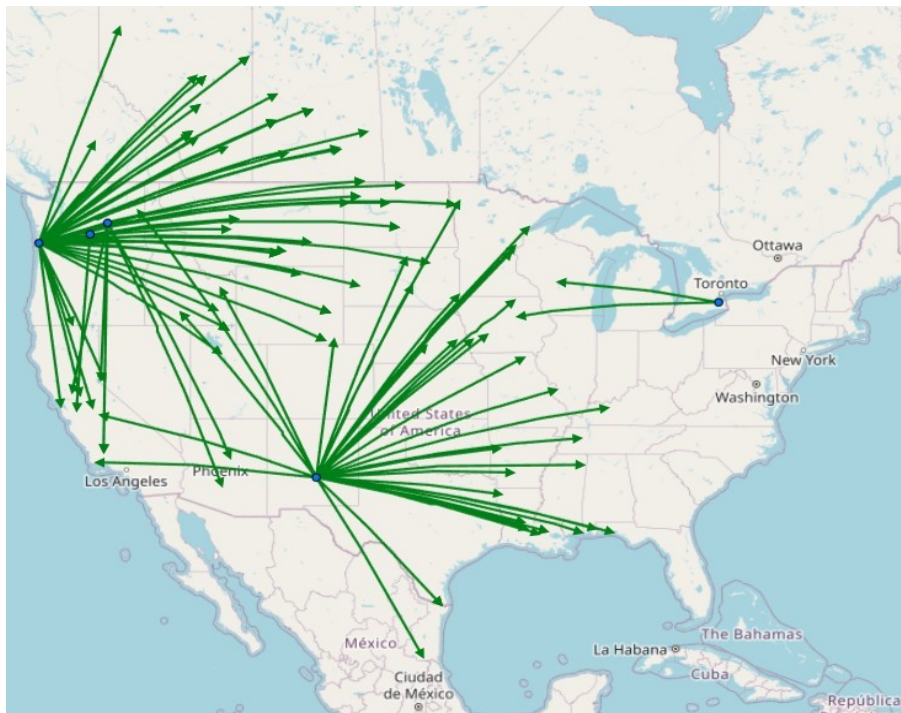 Ottawa
Toronto
New York
Washington
United States
of America
Phoenix
Los Angeles
The Bahamas
México
La Habana
Cuba
Ciudad
de México
República